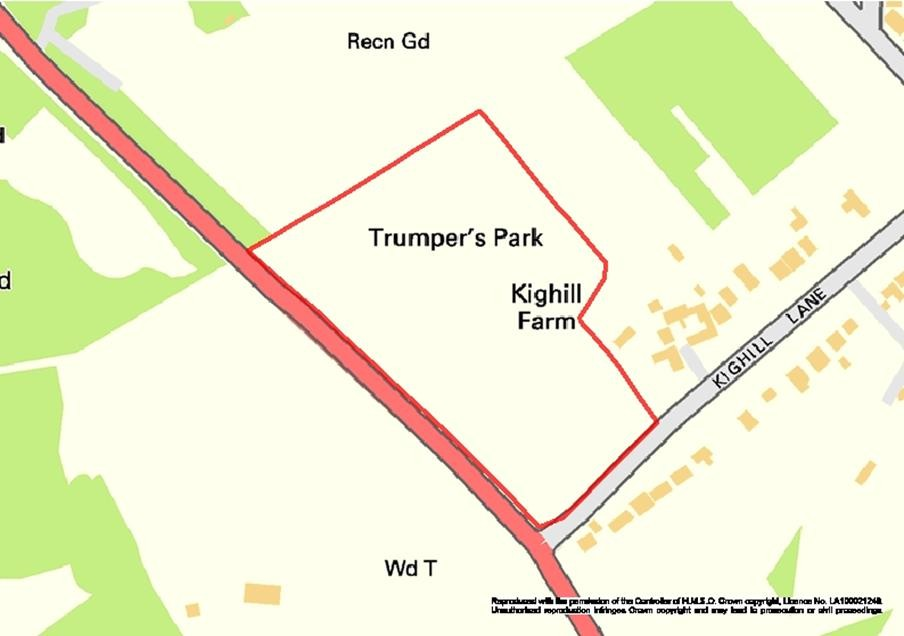 Recn Gd
d
Trumper's Park
d
Kighill
Farm
KIGHILL LANE
Wd T
Reproduced with the permission of the Controller of H.M.S.O. Crown copyright, Licence No. LA100021248.
Unauthorised reproduction infringes Crown copyright and may lead to prosecution or civil proceedings.